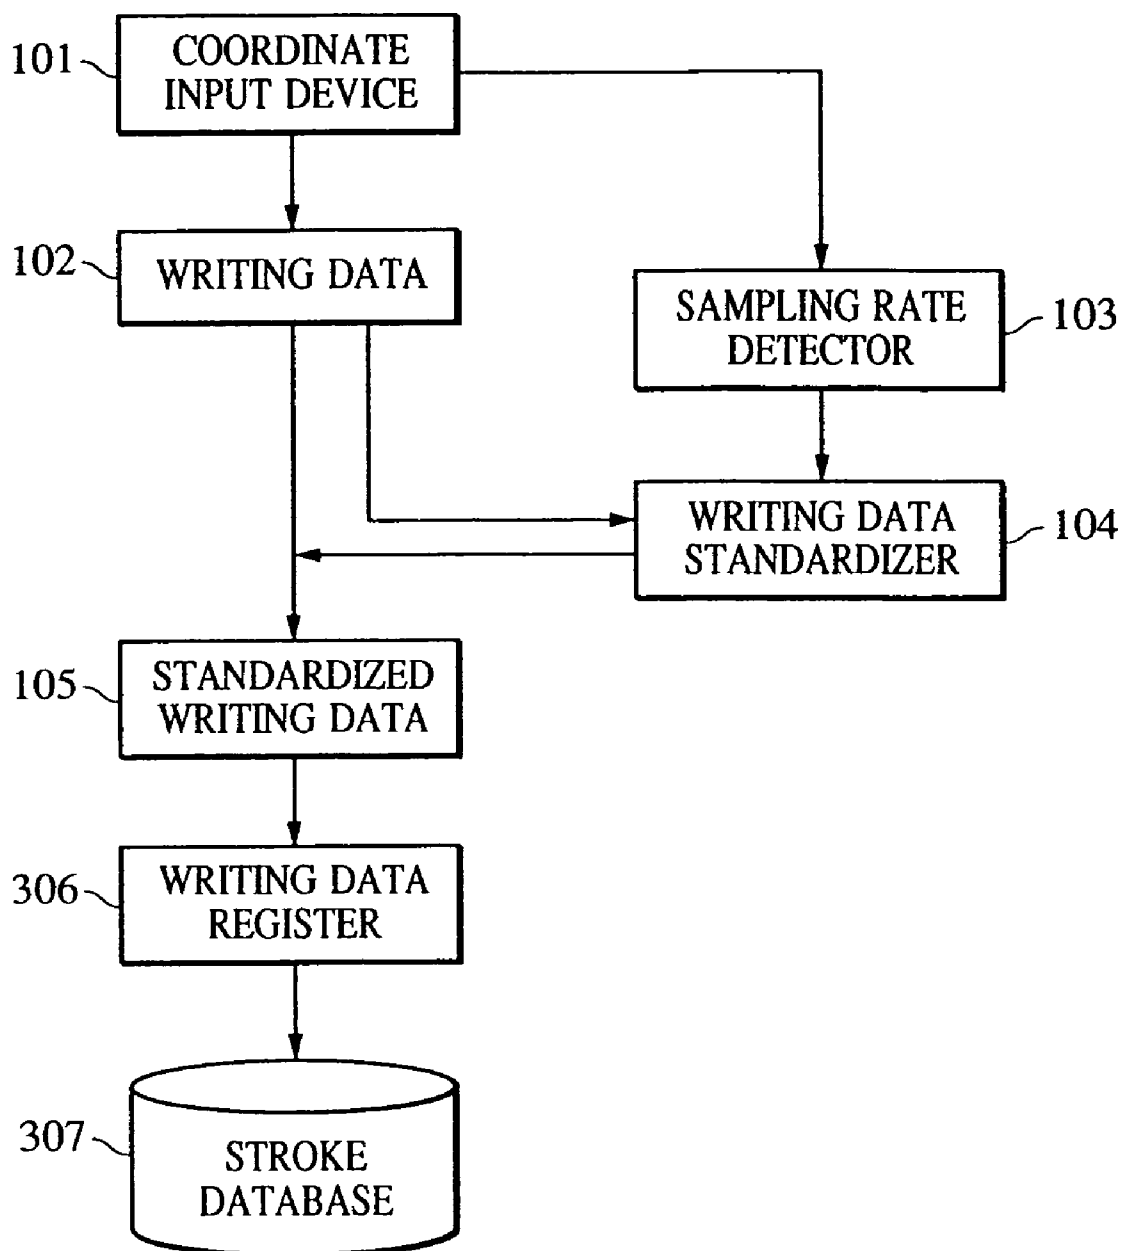 101
COORDINATE
INPUT DEVICE
102
WRITING DATA
SAMPLING RATE
DETECTOR
103
WRITING DATA
STANDARDIZER
104
105
STANDARDIZED
WRITING DATA
306
WRITING DATA
REGISTER
307
STROKE
DATABASE